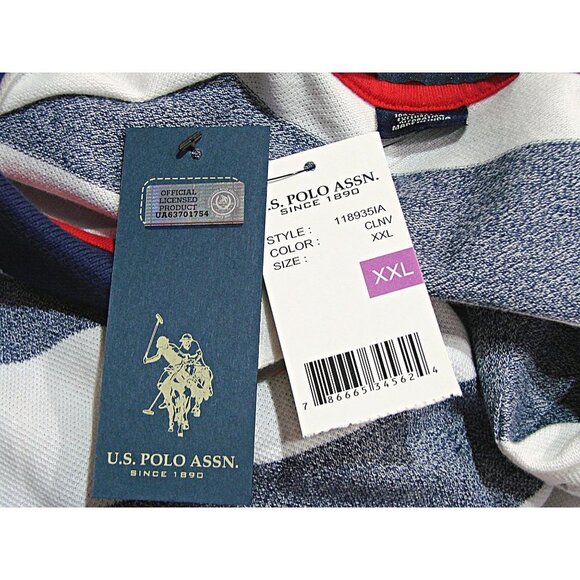 OFFICIAL
LICENSED
PRODUCT
UA63701754
U.S. POLO ASSN.
SINCE 1890
U.S. POLO ASSN.
SINCE 1890
STYLE : 118935IA
COLOR : CLNV
SIZE : XXL
XXL
7 86665 34562 4